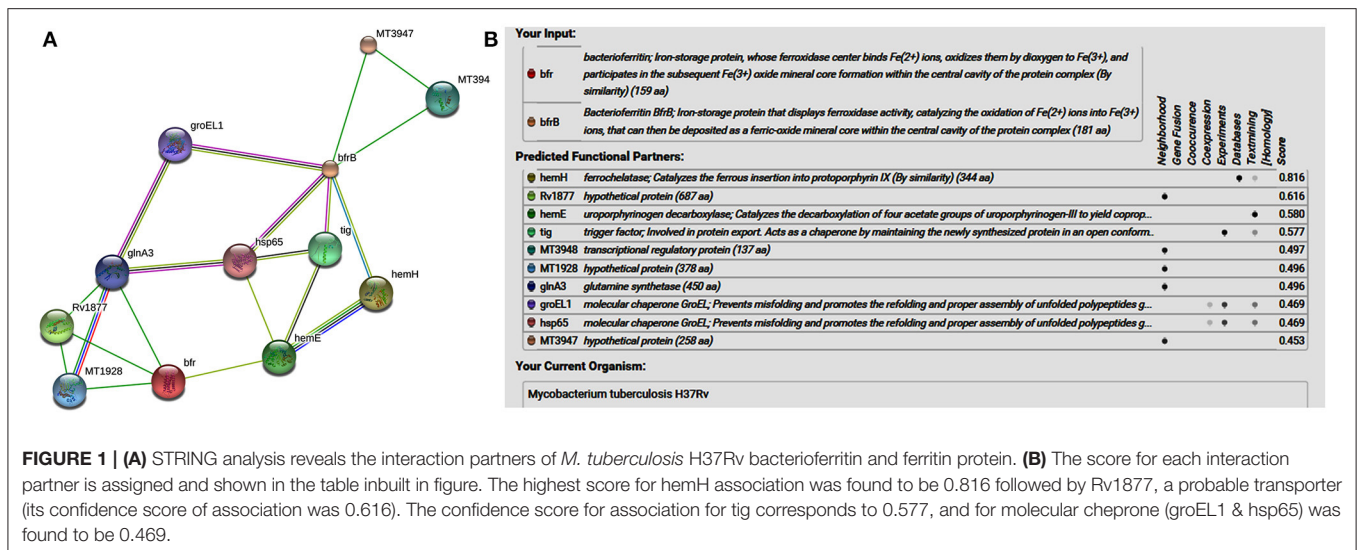 A
MT3947
MT394
groEL1
bfrB
hsp65
tig
glnA3
hemH
Rv1877
hemE
MT1928
bfr
B
Your Input:
bfr
bacterioferritin; Iron-storage protein, whose ferroxidase center binds Fe(2+) ions, oxidizes them by dioxygen to Fe(3+), and
participates in the subsequent Fe(3+) oxide mineral core formation within the central cavity of the protein complex (By
similarity) (159 aa)
bfrB
Bacterioferritin BfrB; Iron-storage protein that displays ferroxidase activity, catalyzing the oxidation of Fe(2+) ions into Fe(3+)
ions, that can then be deposited as a ferric-oxide mineral core within the central cavity of the protein complex (181 aa)
Neighborhood
Gene Fusion
Cooccurence
Coexpression
Experiments
Databases
Textmining
[Homology]
Score
Predicted Functional Partners:
hemH ferrochelatase; Catalyzes the ferrous insertion into protoporphyrin IX (By similarity) (344 aa) 0.816
Rv1877 hypothetical protein (687 aa) 0.616
hemE uroporphyrinogen decarboxylase; Catalyzes the decarboxylation of four acetate groups of uroporphyrinogen-III to yield coprop... 0.580
tig trigger factor; Involved in protein export. Acts as a chaperone by maintaining the newly synthesized protein in an open conform.. 0.577
MT3948 transcriptional regulatory protein (137 aa) 0.497
MT1928 hypothetical protein (378 aa) 0.496
glnA3 glutamine synthetase (450 aa) 0.496
groEL1 molecular chaperone GroEL; Prevents misfolding and promotes the refolding and proper assembly of unfolded polypeptides g... 0.469
hsp65 molecular chaperone GroEL; Prevents misfolding and promotes the refolding and proper assembly of unfolded polypeptides g... 0.469
MT3947 hypothetical protein (258 aa) 0.453
Your Current Organism:
Mycobacterium tuberculosis H37Rv
FIGURE 1 | (A) STRING analysis reveals the interaction partners of M. tuberculosis H37Rv bacterioferritin and ferritin protein. (B) The score for each interaction
partner is assigned and shown in the table inbuilt in figure. The highest score for hemH association was found to be 0.816 followed by Rv1877, a probable transporter
(its confidence score of association was 0.616). The confidence score for association for tig corresponds to 0.577, and for molecular cheprone (groEL1 & hsp65) was
found to be 0.469.